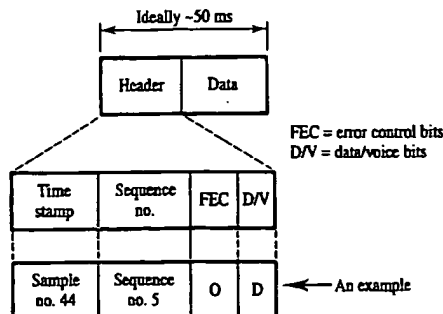 Ideally ~50 ms
Header
Data
FEC = error control bits
D/V = data/voice bits
Time
stamp
Sequence
no.
FEC
D/V
Sample
no. 44
Sequence
no. 5
O
D
An example